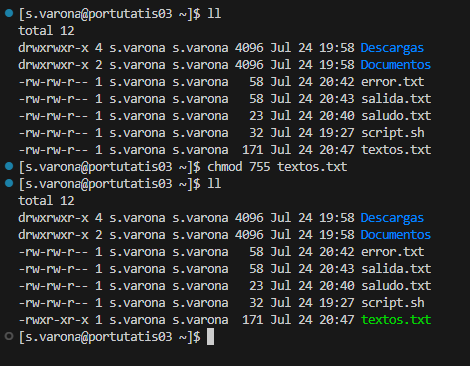 [s.varona@portutatis03 ~]$ ll
total 12
drwxrwxr-x 4 s.varona s.varona 4096 Jul 24 19:58 Descargas
drwxrwxr-x 2 s.varona s.varona 4096 Jul 24 19:58 Documentos
-rw-rw-r-- 1 s.varona s.varona   58 Jul 24 20:42 error.txt
-rw-rw-r-- 1 s.varona s.varona   58 Jul 24 20:43 salida.txt
-rw-rw-r-- 1 s.varona s.varona   23 Jul 24 20:40 saludo.txt
-rw-rw-r-- 1 s.varona s.varona   32 Jul 24 19:27 script.sh
-rw-rw-r-- 1 s.varona s.varona  171 Jul 24 20:47 textos.txt
[s.varona@portutatis03 ~]$ chmod 755 textos.txt
[s.varona@portutatis03 ~]$ ll
total 12
drwxrwxr-x 4 s.varona s.varona 4096 Jul 24 19:58 Descargas
drwxrwxr-x 2 s.varona s.varona 4096 Jul 24 19:58 Documentos
-rw-rw-r-- 1 s.varona s.varona   58 Jul 24 20:42 error.txt
-rw-rw-r-- 1 s.varona s.varona   58 Jul 24 20:43 salida.txt
-rw-rw-r-- 1 s.varona s.varona   23 Jul 24 20:40 saludo.txt
-rw-rw-r-- 1 s.varona s.varona   32 Jul 24 19:27 script.sh
-rwxr-xr-x 1 s.varona s.varona  171 Jul 24 20:47 textos.txt
[s.varona@portutatis03 ~]$